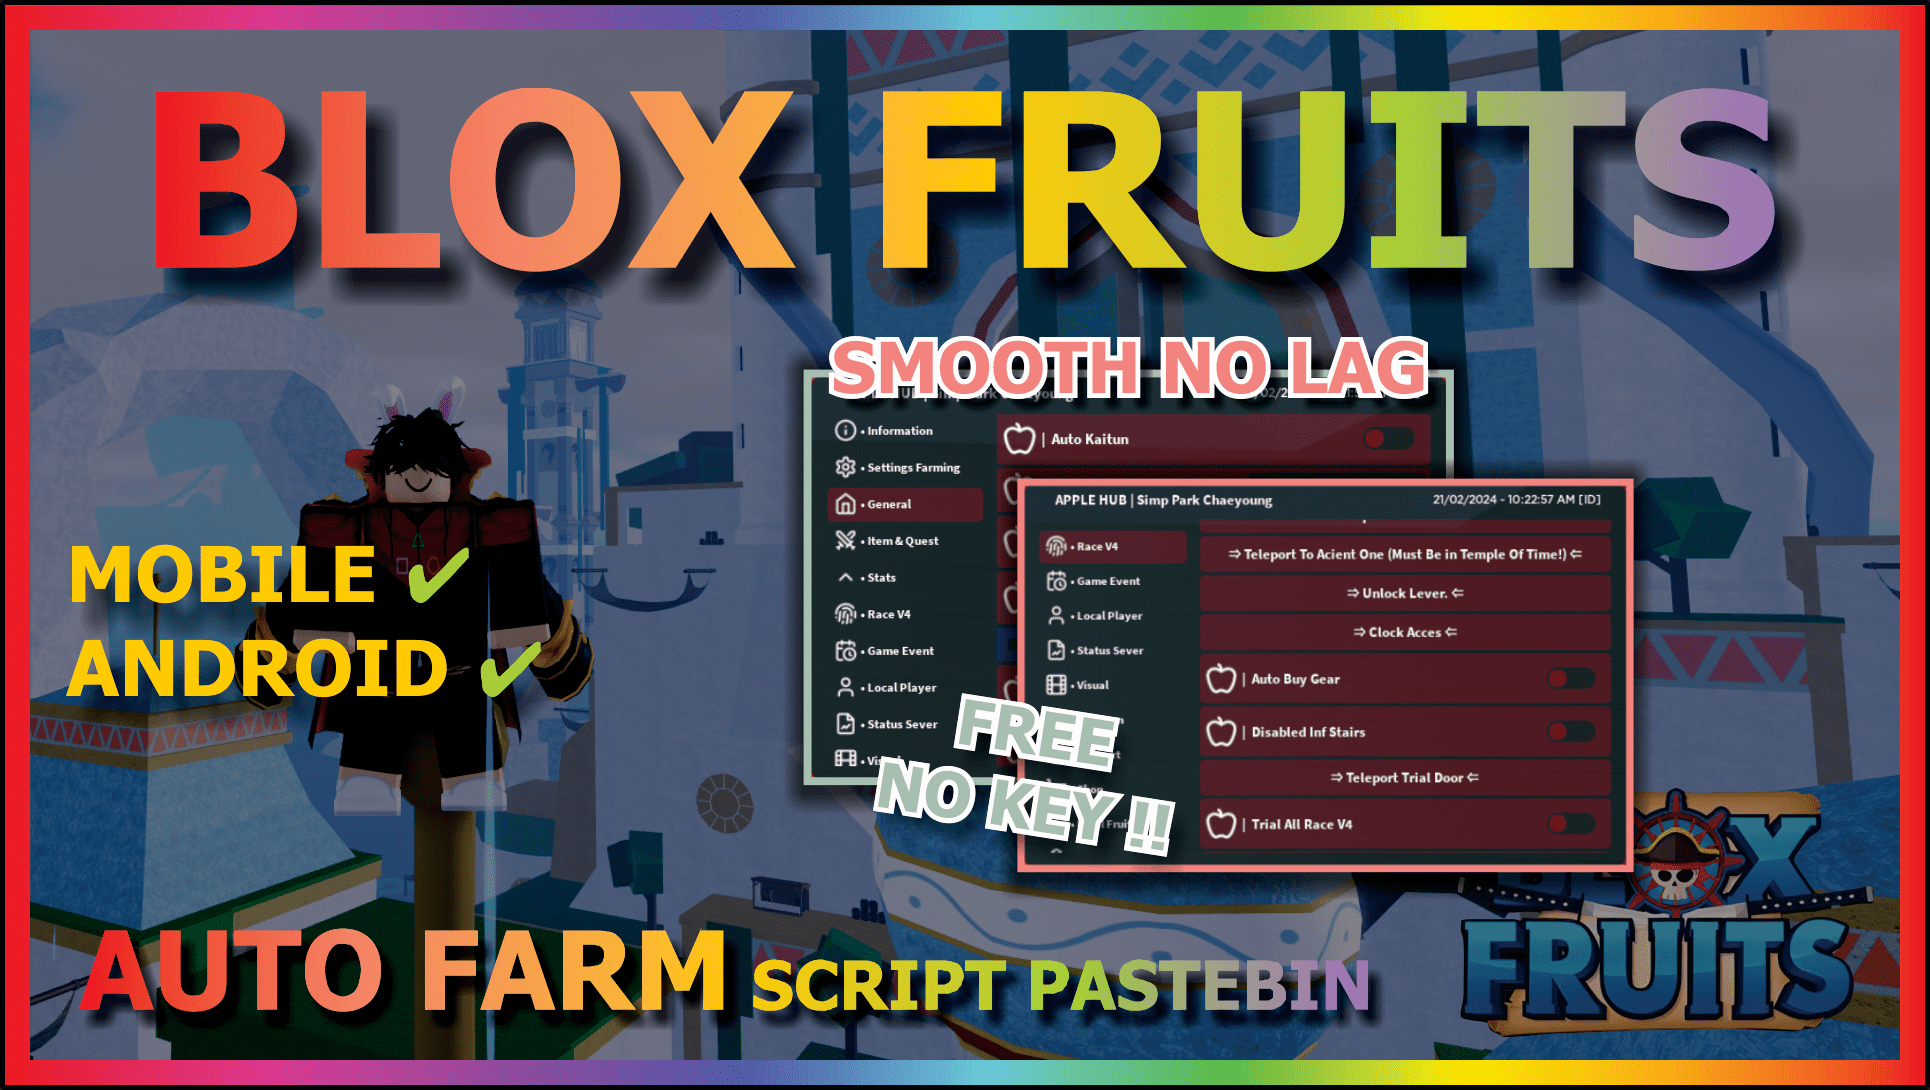 BLOX FRUITS
SMOOTH NO LAG
• Information
• Settings Farming
• General
• Item & Quest
• Stats
• Race V4
• Game Event
• Local Player
• Status Sever
| Auto Kaitun
APPLE HUB | Simp Park Chaeyoung
21/02/2024 - 10:22:57 AM [ID]
• Race V4
• Game Event
• Local Player
• Status Sever
• Visual
⇒ Teleport To Acient One (Must Be in Temple Of Time!) ⇐
⇒ Unlock Lever. ⇐
⇒ Clock Acces ⇐
| Auto Buy Gear
| Disabled Inf Stairs
⇒ Teleport Trial Door ⇐
| Trial All Race V4
MOBILE ✓
ANDROID ✓
FREE
NO KEY !!
AUTO FARM SCRIPT PASTEBIN
BLOX
FRUITS